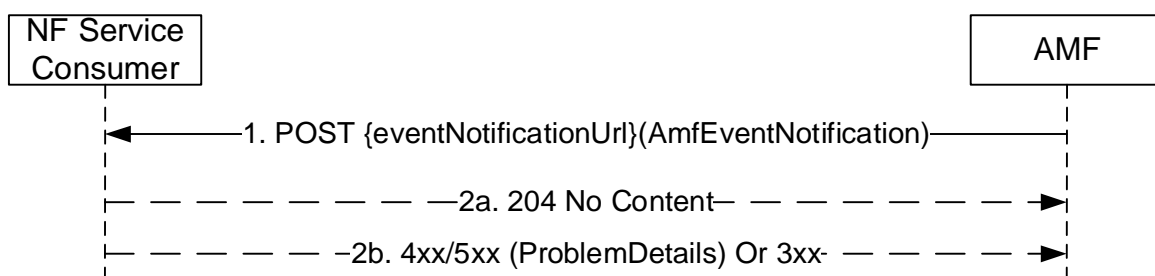 NF Service
Consumer
AMF
1. POST {eventNotificationUrl}(AmfEventNotification)
2a. 204 No Content
2b. 4xx/5xx (ProblemDetails) Or 3xx